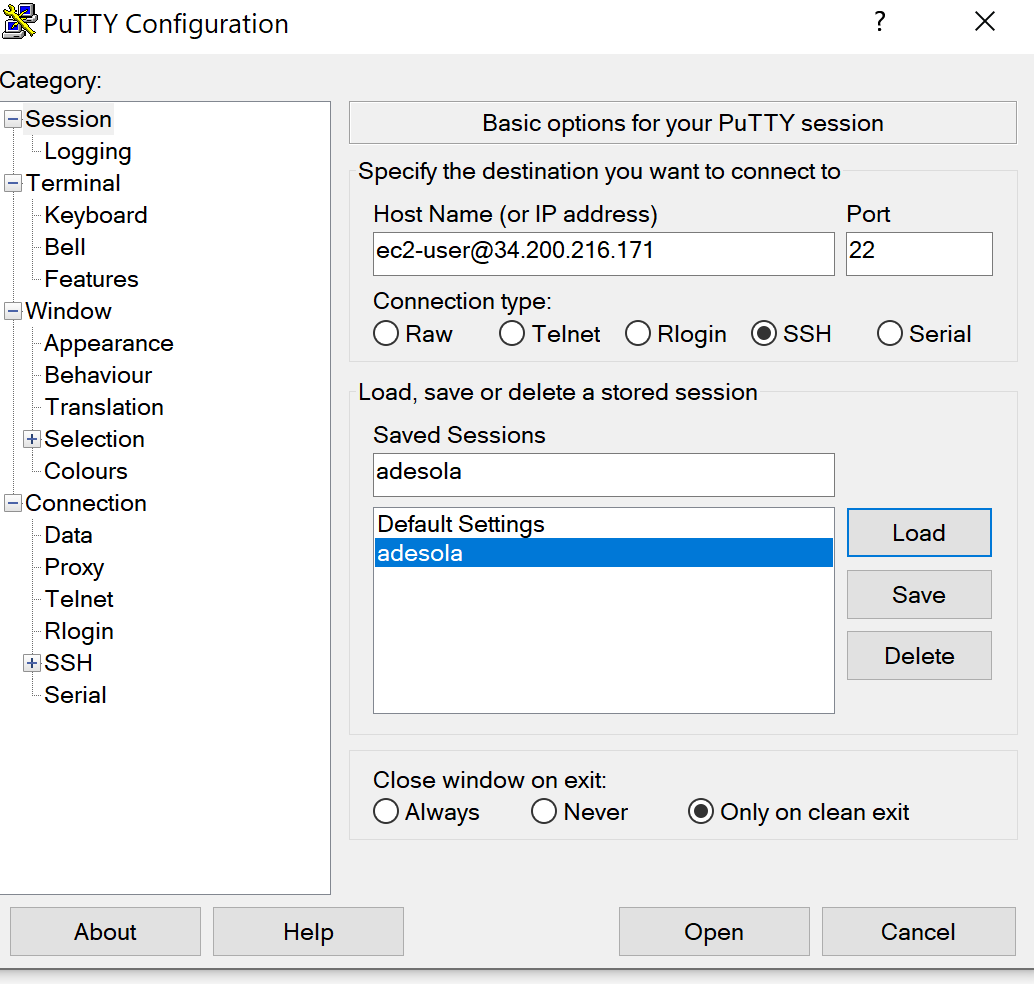 PuTTY Configuration
?
Category:
Session
Logging
Terminal
Keyboard
Bell
Features
Window
Appearance
Behaviour
Translation
Selection
Colours
Connection
Data
Proxy
Telnet
Rlogin
SSH
Serial
Basic options for your PuTTY session
Specify the destination you want to connect to
Host Name (or IP address) Port
ec2-user@34.200.216.171 22
Connection type:
Raw Telnet Rlogin SSH Serial
Load, save or delete a stored session
Saved Sessions
adesola
Default Settings
adesola
Load
Save
Delete
Close window on exit:
Always Never Only on clean exit
About Help Open Cancel